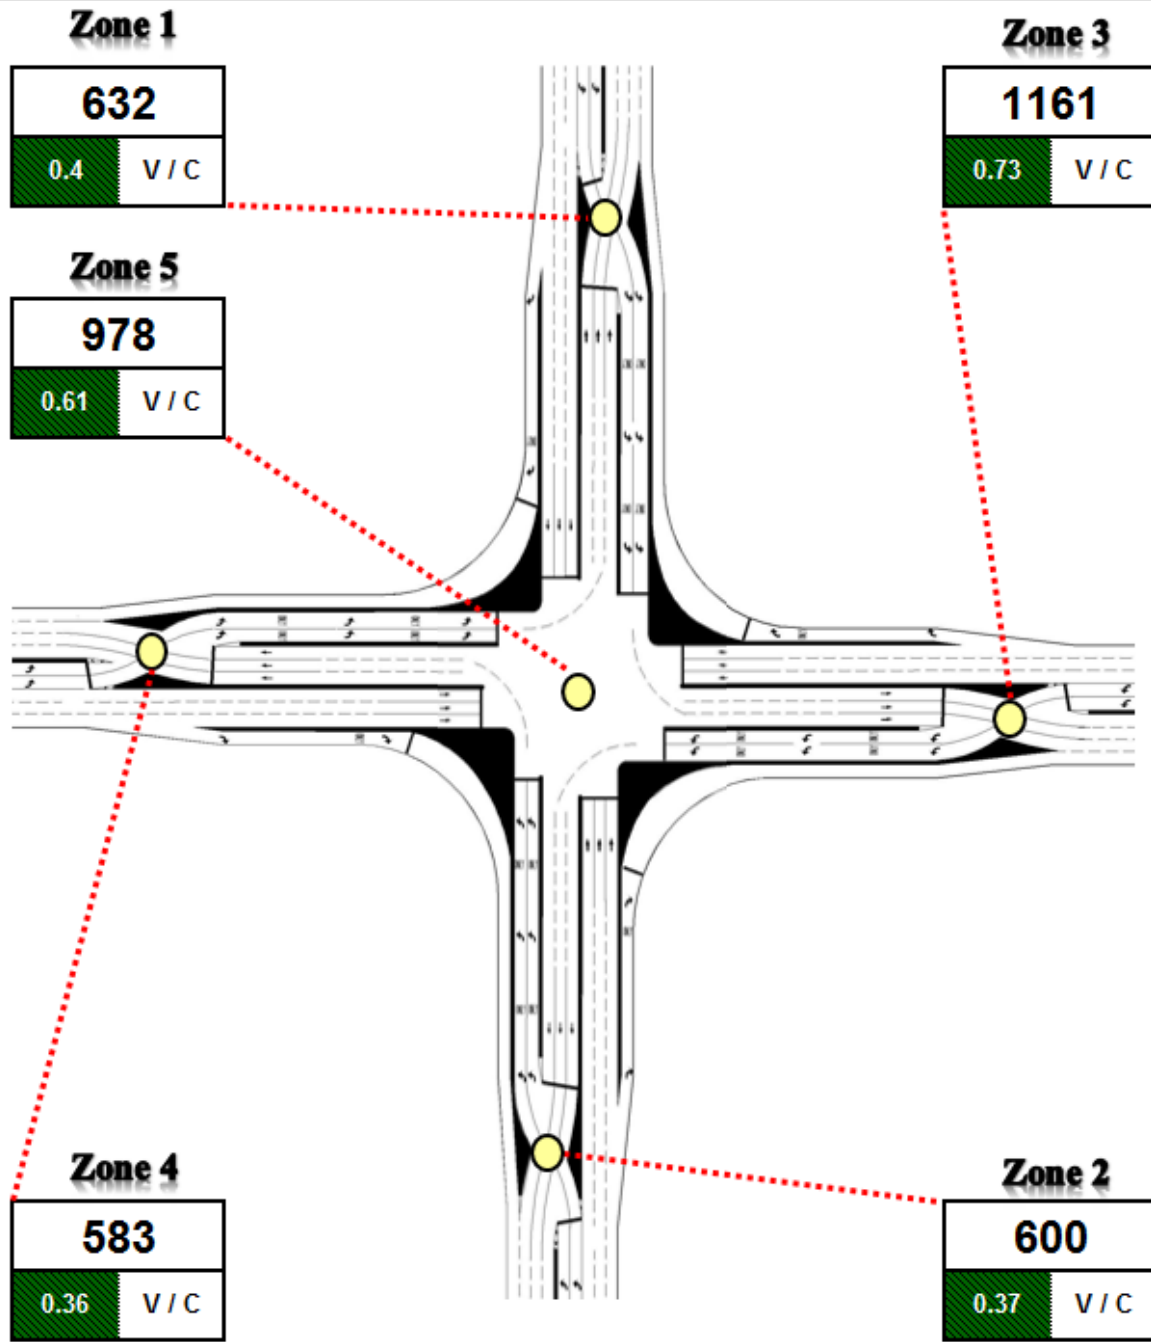 Zone 1
632
0.4 V / C
Zone 3
1161
0.73 V / C
Zone 5
978
0.61 V / C
Zone 4
583
0.36 V / C
Zone 2
600
0.37 V / C